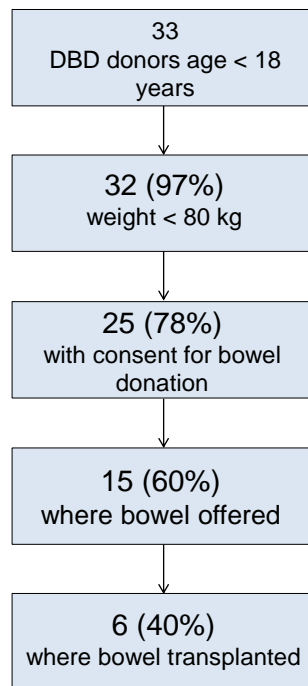 33
DBD donors age < 18
years
32 (97%)
weight < 80 kg
25 (78%)
with consent for bowel
donation
15 (60%)
where bowel offered
6 (40%)
where bowel transplanted